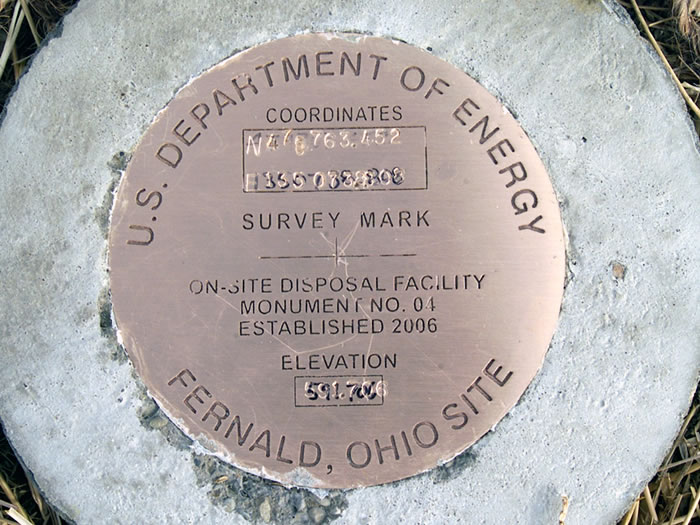 U.S. DEPARTMENT OF ENERGY
COORDINATES
SURVEY MARK
ON-SITE DISPOSAL FACILITY
MONUMENT NO. 04
ESTABLISHED 2006
ELEVATION
FERNALD, OHIO SITE